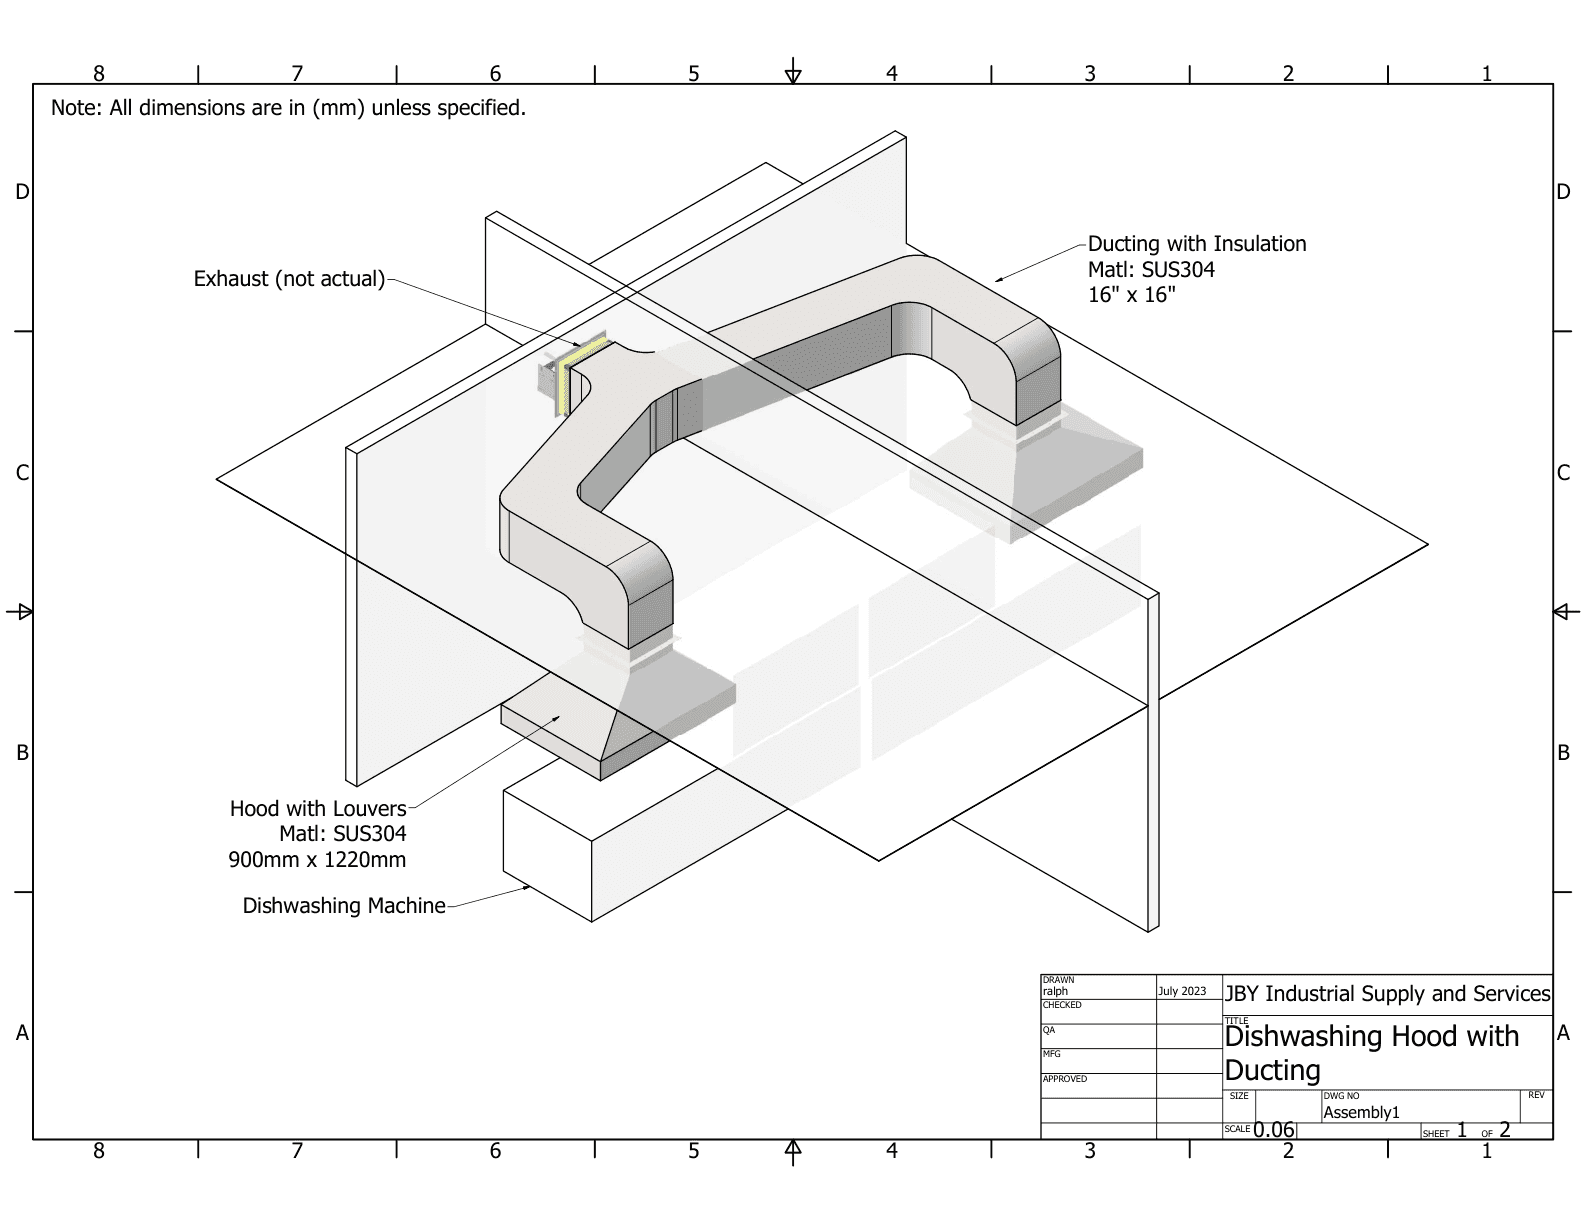 8 7 6 5 4 3 2 1
Note: All dimensions are in (mm) unless specified.
D D
Ducting with Insulation
Matl: SUS304
16" x 16"
Exhaust (not actual)
C C
B B
Hood with Louvers
Matl: SUS304
900mm x 1220mm
Dishwashing Machine
DRAWN
ralph
July 2023
JBY Industrial Supply and Services
CHECKED
TITLE
Dishwashing Hood with
Ducting
QA
MFG
APPROVED
A A
SIZE
DWG NO
Assembly1
REV
SCALE 0.06
SHEET 1 OF 2
8 7 6 5 4 3 2 1